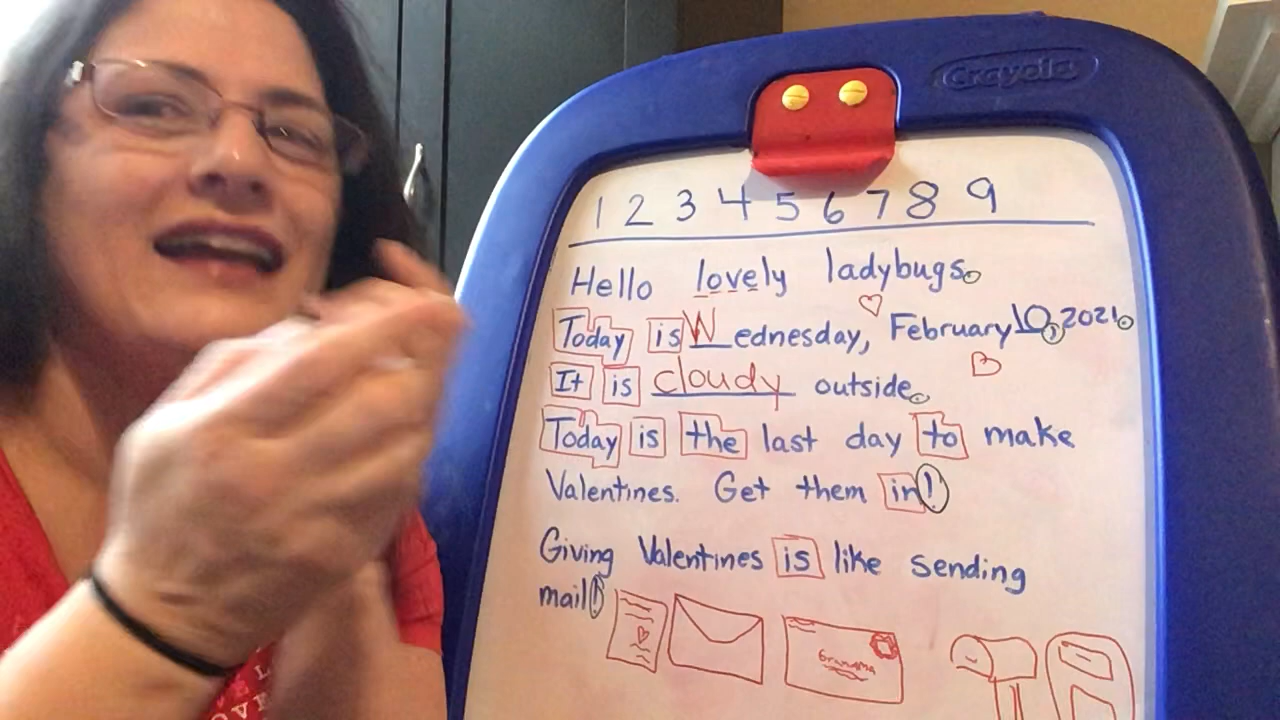 Crayola
1 2 3 4 5 6 7 8 9
Hello lovely ladybugs.
Today is Wednesday, February 10, 2021.
It is cloudy outside.
Today is the last day to make
Valentines. Get them in!
Giving Valentines is like sending
mail!
Grandma